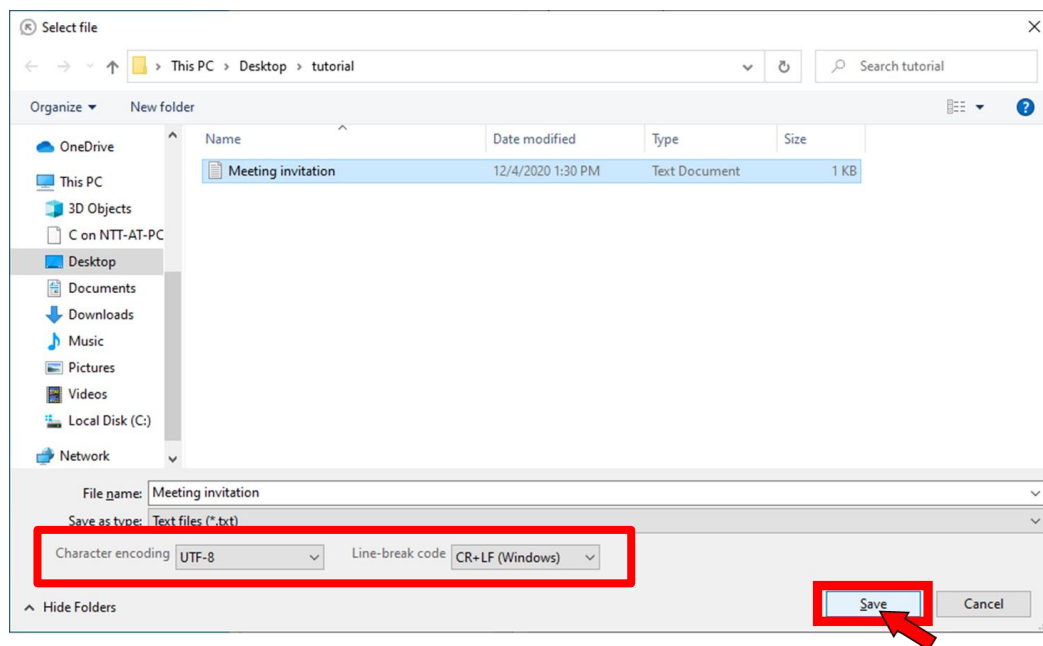 Select file
This PC > Desktop > tutorial
Search tutorial
Organize
New folder
Name Date modified Type Size
Meeting invitation 12/4/2020 1:30 PM Text Document 1 KB
OneDrive
This PC
3D Objects
C on NTT-AT-PC
Desktop
Documents
Downloads
Music
Pictures
Videos
Local Disk (C:)
Network
File name: Meeting invitation
Save as type: Text files (*.txt)
Character encoding UTF-8 Line-break code CR+LF (Windows)
Hide Folders
Save
Cancel